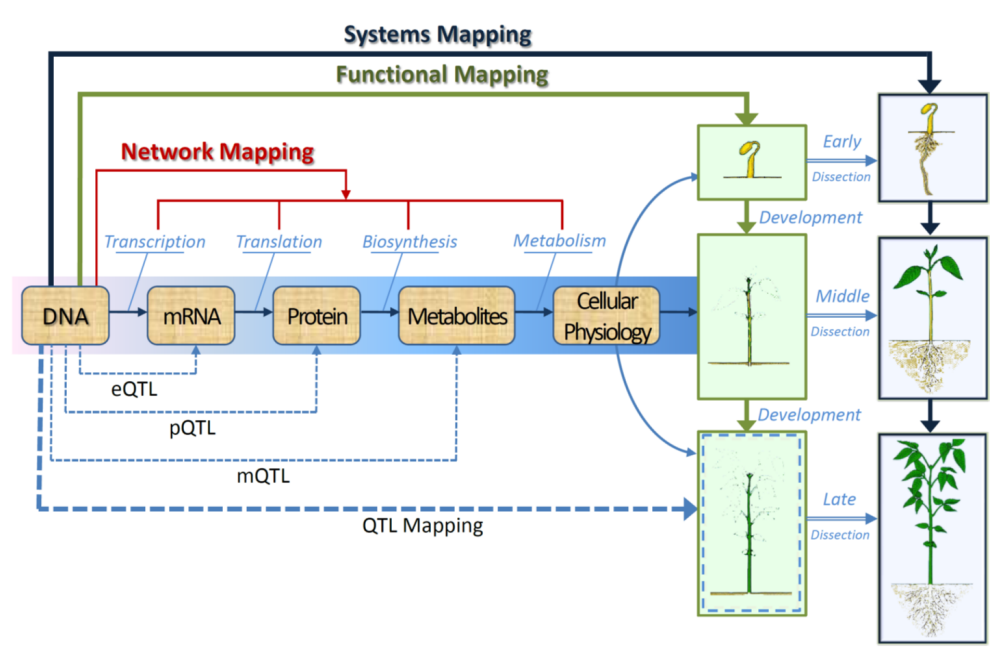 Systems Mapping
Functional Mapping
Network Mapping
Early
Dissection
Development
Transcription
Translation
Biosynthesis
Metabolism
DNA
mRNA
Protein
Metabolites
Cellular
Physiology
Middle
Dissection
eQTL
pQTL
mQTL
QTL Mapping
Development
Late
Dissection